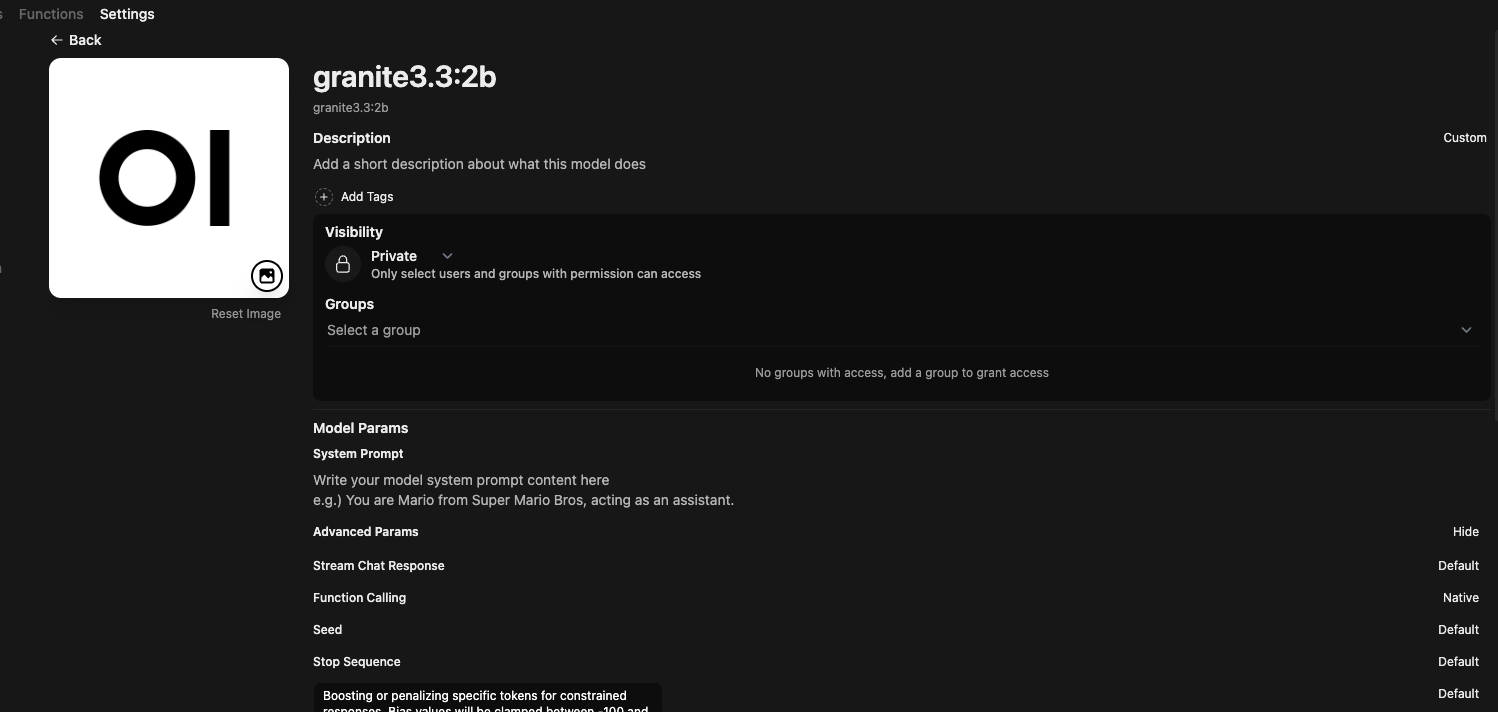 Functions Settings
← Back
OI
granite3.3:2b
granite3.3:2b
Description Custom
Add a short description about what this model does
+ Add Tags
Visibility
Private
Only select users and groups with permission can access
Reset Image
Groups
Select a group
No groups with access, add a group to grant access
Model Params
System Prompt
Write your model system prompt content here
e.g.) You are Mario from Super Mario Bros, acting as an assistant.
Advanced Params Hide
Stream Chat Response Default
Function Calling Native
Seed Default
Stop Sequence Default
Boosting or penalizing specific tokens for constrained Default
responses. Bias values will be clamped between -100 and